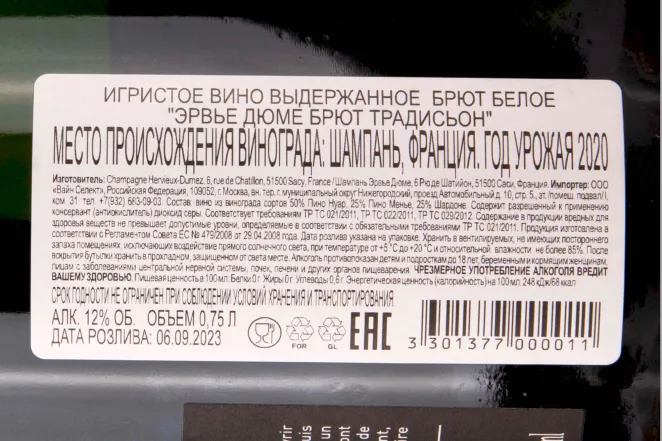 ИГРИСТОЕ ВИНО ВЫДЕРЖАННОЕ БРЮТ БЕЛОЕ
"ЭРВЬЕ ДЮМЕ БРЮТ ТРАДИСЬОН"
МЕСТО ПРОИСХОЖДЕНИЯ ВИНОГРАДА: ШАМПАНЬ, ФРАНЦИЯ. ГОД УРОЖАЯ 2020
Изготовитель: Champagne Hervieux-Dumez, 6, rue de Chatillon, 51500 Sacy, France / Шампань Эрвье Дюме, 6 Рю де Шатийон, 51500 Саси, Франция. Импортер: ООО
«Вайн Селект», Российская Федерация, 109052, г. Москва, вн. тер. г. муниципальный округ Нижегородский, проезд Автомобильный д. 10, стр. 5., эт./помещ. подвал/I,
ком. 31 тел. +7(932) 663-09-03. Состав: вино из винограда сортов 50% Пино Нуар, 25% Пино Менье, 25% Шардоне. Содержит разрешенный к применению
консервант (антиокислитель) диоксид серы. Соответствует требованиям ТР ТС 021/2011, ТР ТС 022/2011, ТР ТС 029/2012. Содержание в продукции вредных для
здоровья веществ не превышает допустимые уровни, определяемые в соответствии с обязательными требованиями ТР ТС 021/2011. Продукция изготовлена в
соответствии с Регламентом Совета ЕС № 479/2008 от 29.04.2008 года. Дата розлива указана на упаковке. Хранить в вентилируемых, не имеющих постороннего
запаха помещениях, исключающих воздействие прямого солнечного света, при температуре от +5 °С до +20 °С и относительной влажности не более 85%. После
вскрытия бутылки хранить в прохладном, защищенном от света месте. Алкоголь противопоказан детям и подросткам до 18 лет, беременным и кормящим женщинам,
лицам с заболеваниями центральной нервной системы, почек, печени и других органов пищеварения. ЧРЕЗМЕРНОЕ УПОТРЕБЛЕНИЕ АЛКОГОЛЯ ВРЕДИТ
ВАШЕМУ ЗДОРОВЬЮ. Пищевая ценность в 100 мл: Белки 0 г Жиры 0 г Углеводы 0,6 г. Энергетическая ценность (калорийность) на 100 мл: 248 кДж/68 ккал
СРОК ГОДНОСТИ НЕ ОГРАНИЧЕН ПРИ СОБЛЮДЕНИИ УСЛОВИЙ ХРАНЕНИЯ И ТРАНСПОРТИРОВАНИЯ
АЛК. 12% ОБ. ОБЪЕМ 0,75 Л
ДАТА РОЗЛИВА: 06.09.2023
FOR
GL
EAC
3 301377 000011